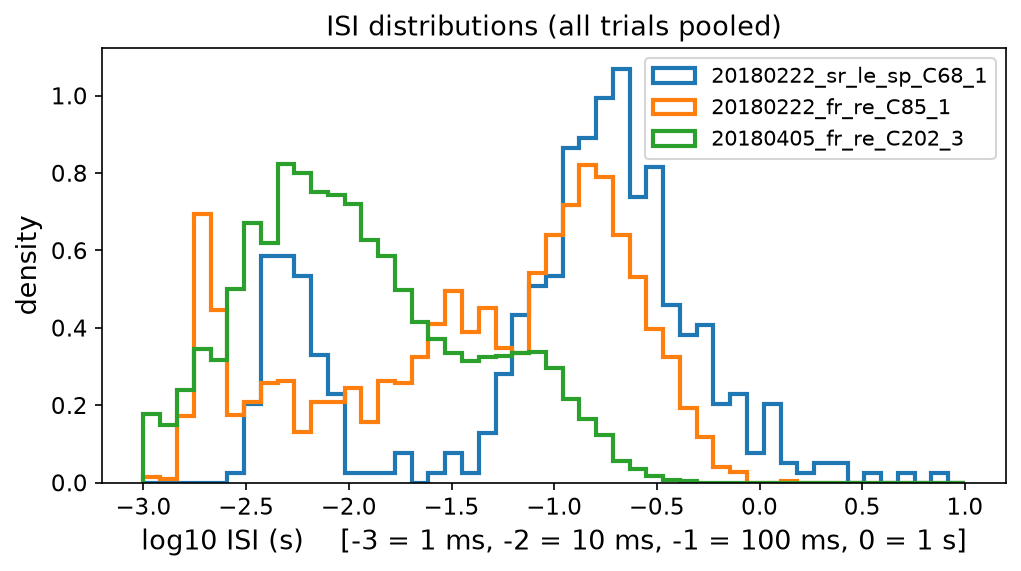 ISI distributions (all trials pooled)
20180222_sr_le_sp_C68_1
20180222_fr_re_C85_1
20180405_fr_re_C202_3
density
1.0
0.8
0.6
0.4
0.2
0.0
−3.0 −2.5 −2.0 −1.5 −1.0 −0.5 0.0 0.5 1.0
log10 ISI (s) [-3 = 1 ms, -2 = 10 ms, -1 = 100 ms, 0 = 1 s]